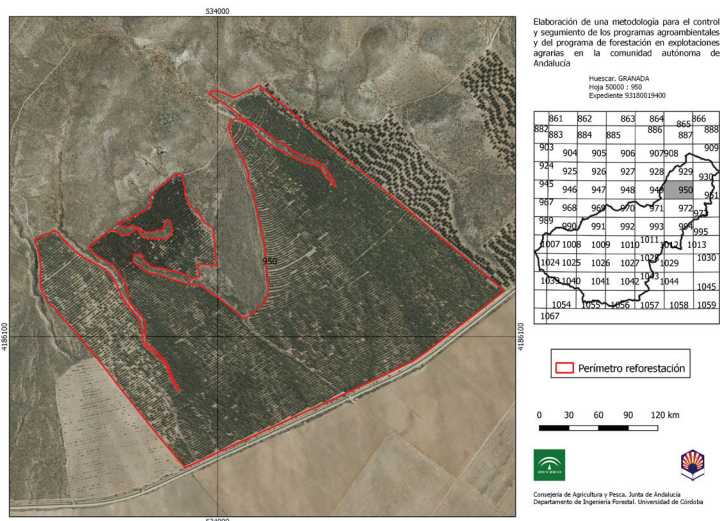 534000
Elaboración de una metodología para el control
y segumiento de los programas agroambientales
y del programa de forestación en explotaciones
agrarias en la comunidad autónoma de
Andalucía
Huescar. GRANADA
Hoja 50000 : 950
Expediente 93180019400
861 862 863 864 865 866
882 883 884 885 886 887 888
903 904 905 906 907 908 909
924 925 926 927 928 929 930
945 946 947 948 949 950 951
967 968 969 970 971 972 973
989 990 991 992 993 994 995
1007 1008 1009 1010 1011 1012 1013
1024 1025 1026 1027 1028 1029 1030
1039 1040 1041 1042 1043 1044 1045
1054 1055 1056 1057 1058 1059
1067
950
4186100
4186100
Perímetro reforestación
0 30 60 90 120 km
Consejería de Agricultura y Pesca. Junta de Andalucía
Departamento de Ingeniería Forestal. Universidad de Córdoba
534000